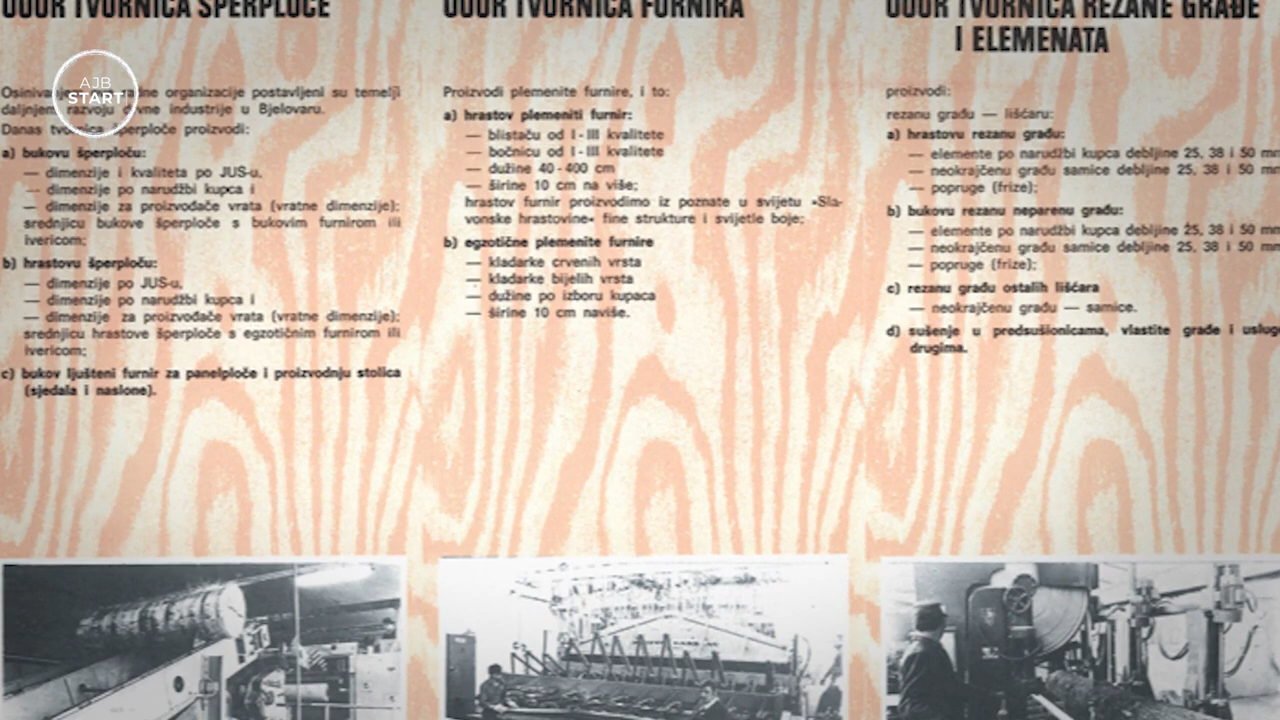 OOUR TVORNICA ŠPERPLOČE
AJB
START
organizacije postavljeni su temelji
daljnjem razvoju drvne industrije u Bjelovaru.
Danas tvornica šperploče proizvodi:
a) bukovu šperploču:
— dimenzije i kvaliteta po JUS-u,
— dimenzije po narudžbi kupca i
— dimenzije za proizvođače vrata (vratne dimenzije);
srednjicu bukove šperploče s bukovim furnirom ili
ivericom;
b) hrastovu šperploču:
— dimenzije po JUS-u,
— dimenzije po narudžbi kupca i
— dimenzije za proizvođače vrata (vratne dimenzije);
srednjicu hrastove šperploče s egzotičnim furnirom ili
ivericom;
c) bukov ljušteni furnir za panelploče i proizvodnju stolica
(sjedala i naslone).
OOUR TVORNICA FURNIRA
Proizvodi plemenite furnire, i to:
a) hrastov plemeniti furnir:
— blistaču od I - III kvalitete
— bočnicu od I - III kvalitete
— dužine 40 - 400 cm
— širine 10 cm na više;
hrastov furnir proizvodimo iz poznate u svijetu »Sla-
vonske hrastovine« fine strukture i svijetle boje;
b) egzotične plemenite furnire
— kladarke crvenih vrsta
— kladarke bijelih vrsta
— dužine po izboru kupaca
— širine 10 cm naviše.
OOUR TVORNICA REZANE GRAĐE
I ELEMENATA
proizvodi:
rezanu građu — lišćaru:
a) hrastovu rezanu građu:
— elemente po narudžbi kupca debljine 25, 38 i 50 mm
— neokrajčenu građu samice debljine 25, 38 i 50 mm
— popruge (frize);
b) bukovu rezanu neparenu građu:
— elemente po narudžbi kupca debljine 25, 38 i 50 mm
— neokrajčenu građu samice debljine 25, 38 i 50 mm
— popruge (frize);
c) rezanu građu ostalih lišćara
— neokrajčenu građu — samice.
d) sušenje u predsušionicama, vlastite građe i uslug
drugima.